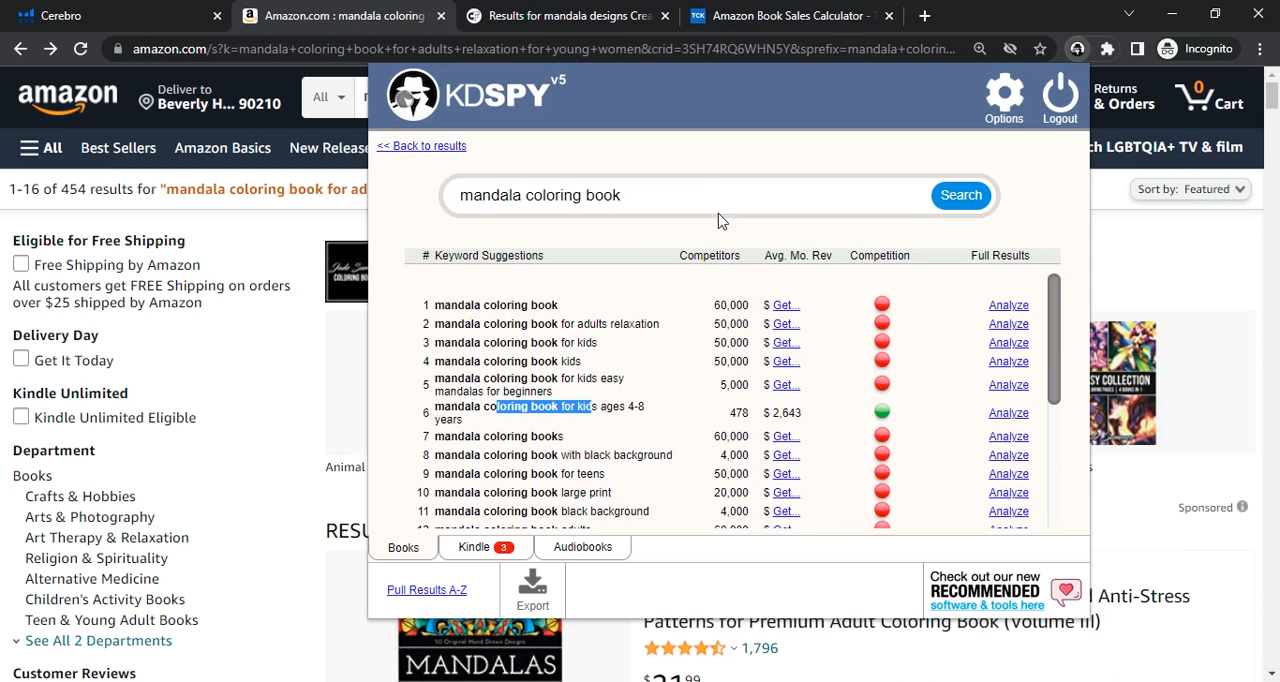 Cerebro
Amazon.com : mandala coloring
Results for mandala designs Crea
TCK Amazon Book Sales Calculator - T
amazon.com/s?k=mandala+coloring+book+for+adults+relaxation+for+young+women&crid=3SH74RQ6WHN5Y&sprefix=mandala+colorin...
Incognito
amazon
Deliver to
Beverly H... 90210
All
KDSPY v5
Options
Logout
Returns
& Orders
0
Cart
All
Best Sellers
Amazon Basics
New Release
ch LGBTQIA+ TV & film
<< Back to results
1-16 of 454 results for "mandala coloring book for ad
Sort by: Featured
mandala coloring book
Search
Eligible for Free Shipping
Free Shipping by Amazon
All customers get FREE Shipping on orders
over $25 shipped by Amazon
Delivery Day
Get It Today
Kindle Unlimited
Kindle Unlimited Eligible
Department
Books
Crafts & Hobbies
Arts & Photography
Art Therapy & Relaxation
Religion & Spirituality
Alternative Medicine
Children's Activity Books
Teen & Young Adult Books
See All 2 Departments
Customer Reviews
# Keyword Suggestions Competitors Avg. Mo. Rev Competition Full Results
1 mandala coloring book 60,000 $ Get... Analyze
2 mandala coloring book for adults relaxation 50,000 $ Get... Analyze
3 mandala coloring book for kids 50,000 $ Get... Analyze
4 mandala coloring book kids 50,000 $ Get... Analyze
5 mandala coloring book for kids easy
mandalas for beginners 5,000 $ Get... Analyze
6 mandala coloring book for kids ages 4-8
years 478 $ 2,643 Analyze
7 mandala coloring books 60,000 $ Get... Analyze
8 mandala coloring book with black background 4,000 $ Get... Analyze
9 mandala coloring book for teens 50,000 $ Get... Analyze
10 mandala coloring book large print 20,000 $ Get... Analyze
11 mandala coloring book black background 4,000 $ Get... Analyze
Books
Kindle 3
Audiobooks
Pull Results A-Z
Export
Check out our new
RECOMMENDED
software & tools here
Animal
Sponsored
RESU
d Anti-Stress
Patterns for Premium Adult Coloring Book (Volume III)
1,796
MANDALAS